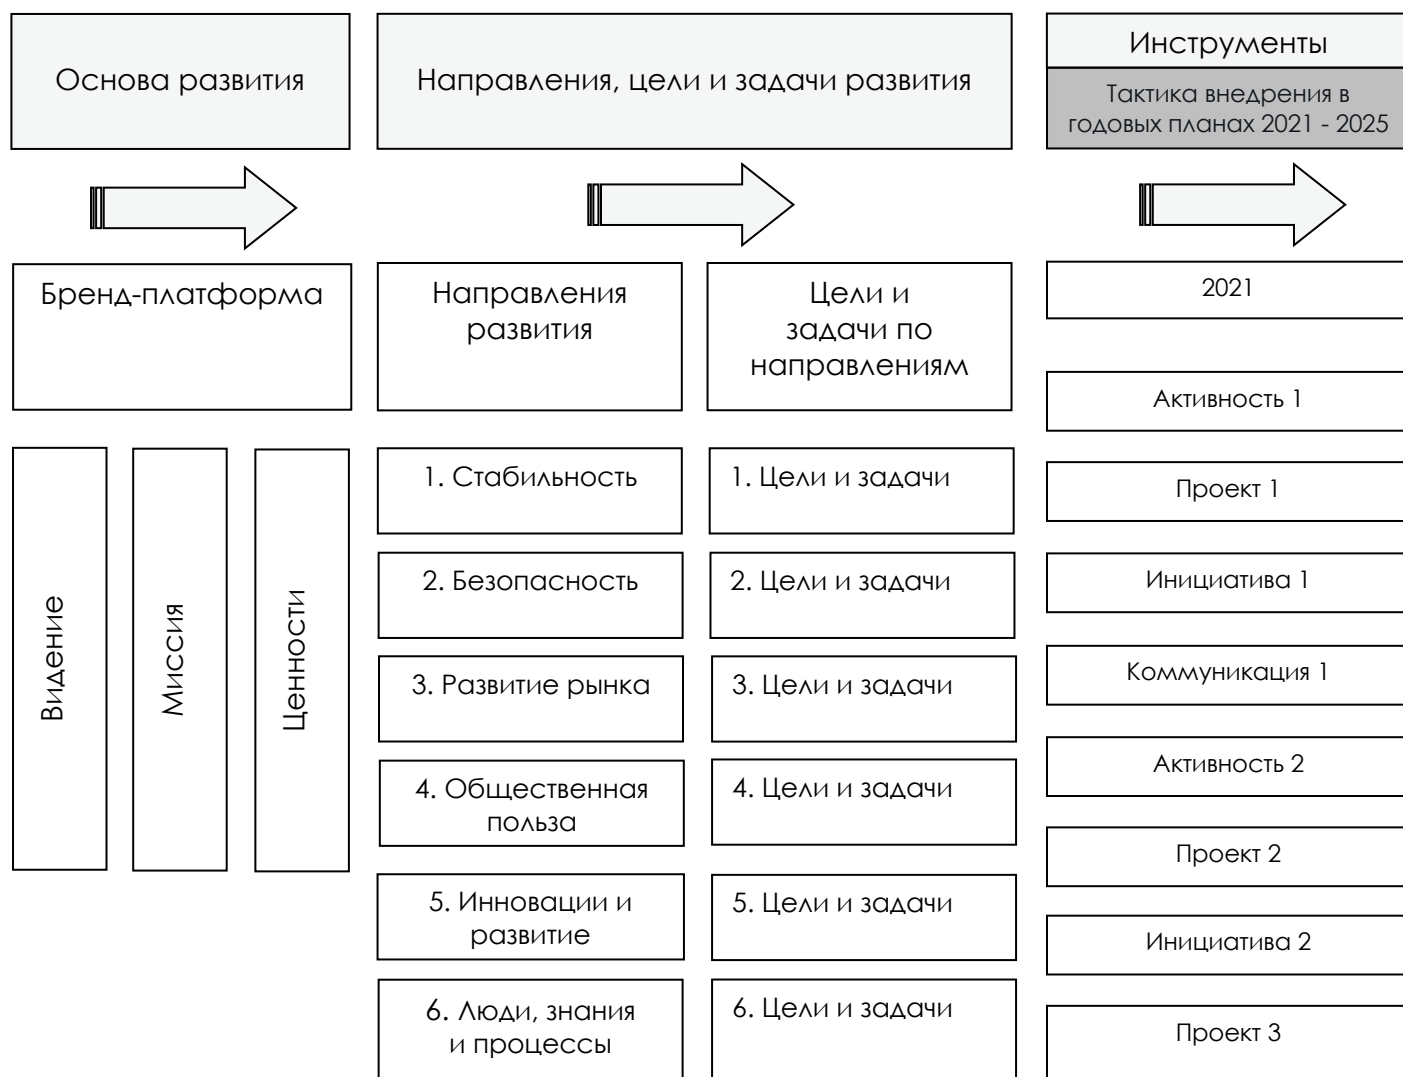 Основа развития
Направления, цели и задачи развития
Инструменты
Тактика внедрения в
годовых планах 2021 - 2025
Бренд-платформа
Направления
развития
Цели и
задачи по
направлениям
2021
Видение
Миссия
Ценности
1. Стабильность
1. Цели и задачи
2. Безопасность
2. Цели и задачи
3. Развитие рынка
3. Цели и задачи
4. Общественная
польза
4. Цели и задачи
5. Инновации и
развитие
5. Цели и задачи
6. Люди, знания
и процессы
6. Цели и задачи
Активность 1
Проект 1
Инициатива 1
Коммуникация 1
Активность 2
Проект 2
Инициатива 2
Проект 3